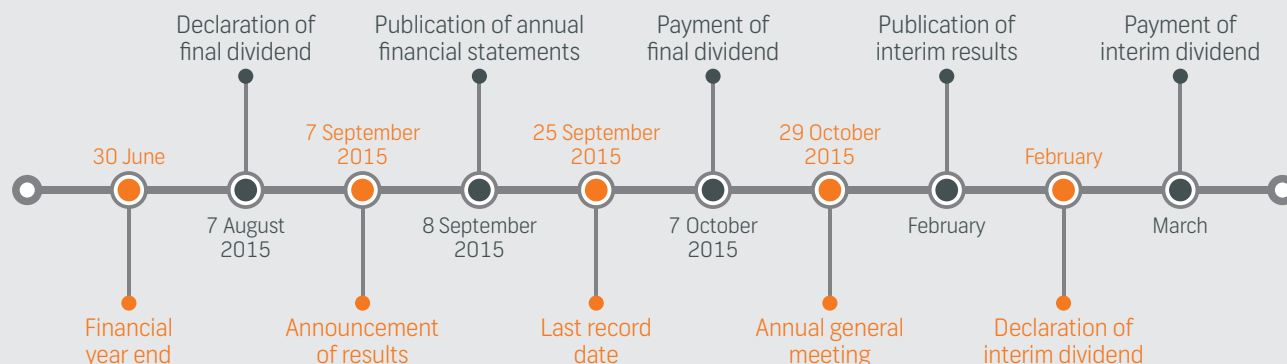 Declaration of
final dividend
Publication of annual
financial statements
Payment of
final dividend
Publication of
interim results
Payment of
interim dividend
30 June
7 September
2015
25 September
2015
29 October
2015
February
7 August
2015
8 September
2015
7 October
2015
February
March
Financial
year end
Announcement
of results
Last record
date
Annual general
meeting
Declaration of
interim dividend